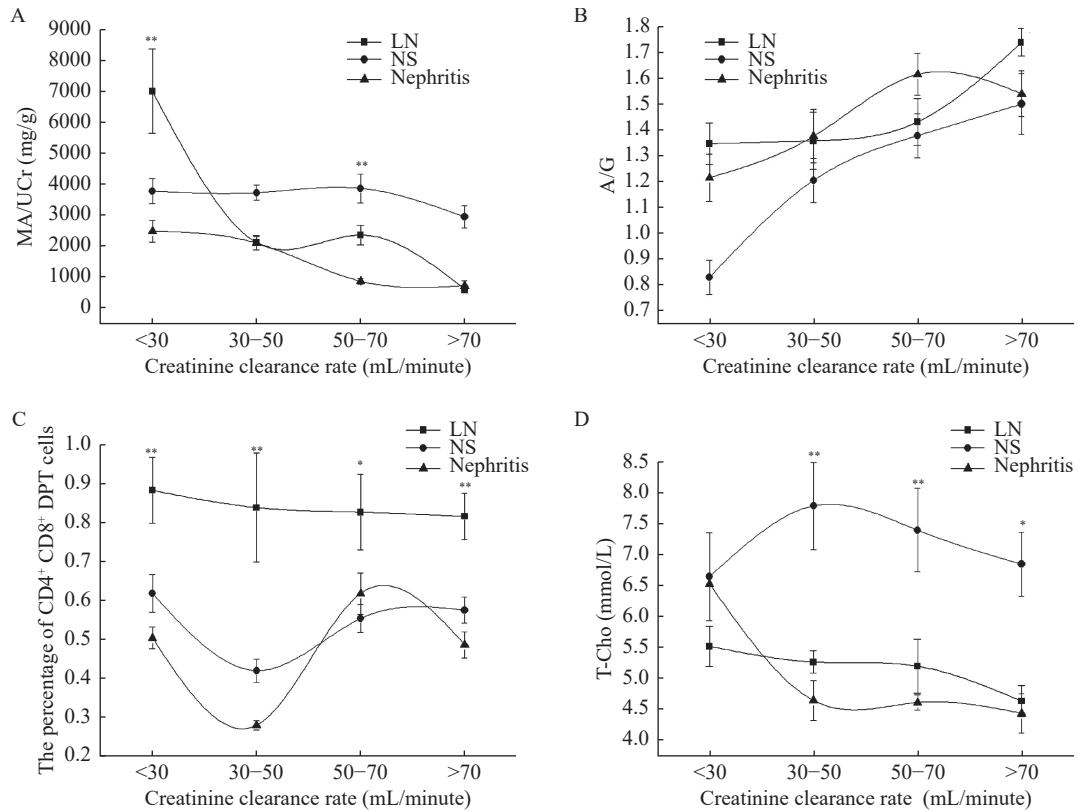 A
MA/UCr (mg/g)
9000
8000
7000
6000
5000
4000
3000
2000
1000
0
**
**
LN
NS
Nephritis
<30
30−50
50−70
>70
Creatinine clearance rate (mL/minute)
B
A/G
1.8
1.7
1.6
1.5
1.4
1.3
1.2
1.1
1.0
0.9
0.8
0.7
LN
NS
Nephritis
<30
30−50
50−70
>70
Creatinine clearance rate (mL/minute)
C
The percentage of CD4⁺ CD8⁺ DPT cells
1.0
0.9
0.8
0.7
0.6
0.5
0.4
0.3
0.2
**
**
*
**
LN
NS
Nephritis
<30
30−50
50−70
>70
Creatinine clearance rate (mL/minute)
D
T-Cho (mmol/L)
8.5
8.0
7.5
7.0
6.5
6.0
5.5
5.0
4.5
4.0
**
**
*
LN
NS
Nephritis
<30
30−50
50−70
>70
Creatinine clearance rate (mL/minute)